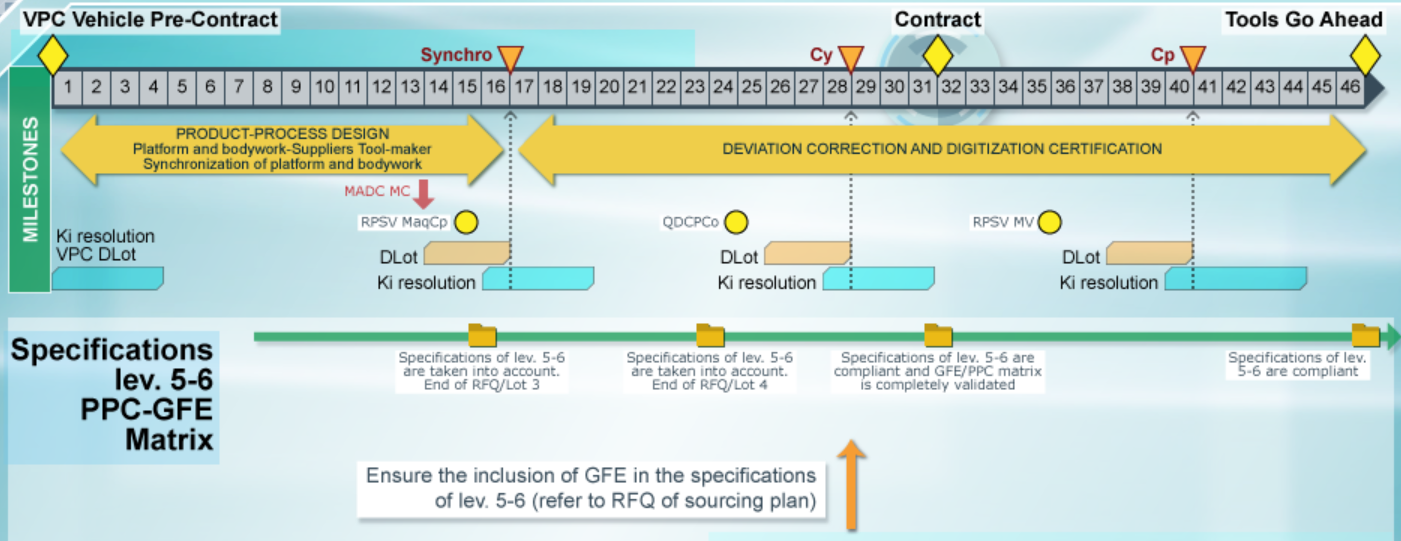 VPC Vehicle Pre-Contract
Contract
Tools Go Ahead
Synchro
Cy
Cp
1 2 3 4 5 6 7 8 9 10 11 12 13 14 15 16 17 18 19 20 21 22 23 24 25 26 27 28 29 30 31 32 33 34 35 36 37 38 39 40 41 42 43 44 45 46
MILESTONES
PRODUCT-PROCESS DESIGN
Platform and bodywork-Suppliers Tool-maker
Synchronization of platform and bodywork
DEVIATION CORRECTION AND DIGITIZATION CERTIFICATION
MADC MC
RPSV MaqCp
QDCPCo
RPSV MV
Ki resolution
VPC DLot
DLot
DLot
DLot
Ki resolution
Ki resolution
Ki resolution
Specifications
lev. 5-6
PPC-GFE
Matrix
Specifications of lev. 5-6
are taken into account.
End of RFQ/Lot 3
Specifications of lev. 5-6
are taken into account.
End of RFQ/Lot 4
Specifications of lev. 5-6 are
compliant and GFE/PPC matrix
is completely validated
Specifications of lev.
5-6 are compliant
Ensure the inclusion of GFE in the specifications
of lev. 5-6 (refer to RFQ of sourcing plan)